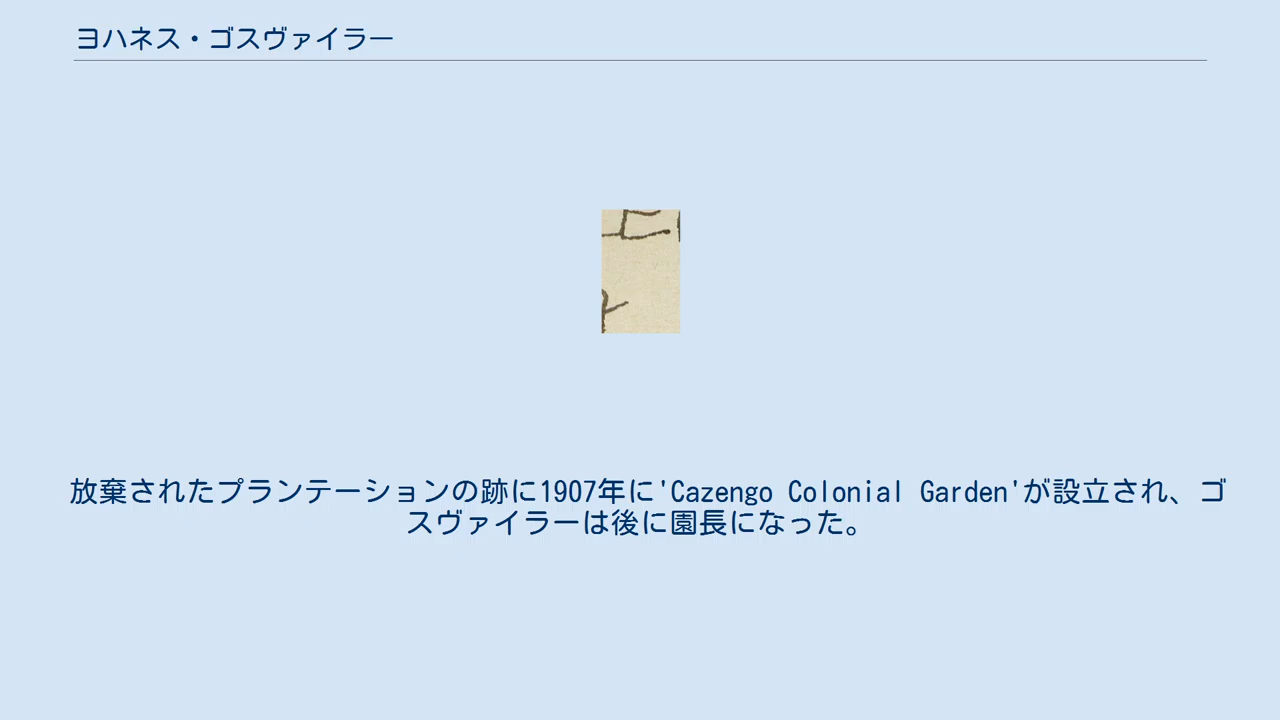 ヨハネス・ゴスヴァイラー
放棄されたプランテーションの跡に1907年に'Cazengo Colonial Garden'が設立され、ゴ
スヴァイラーは後に園長になった。